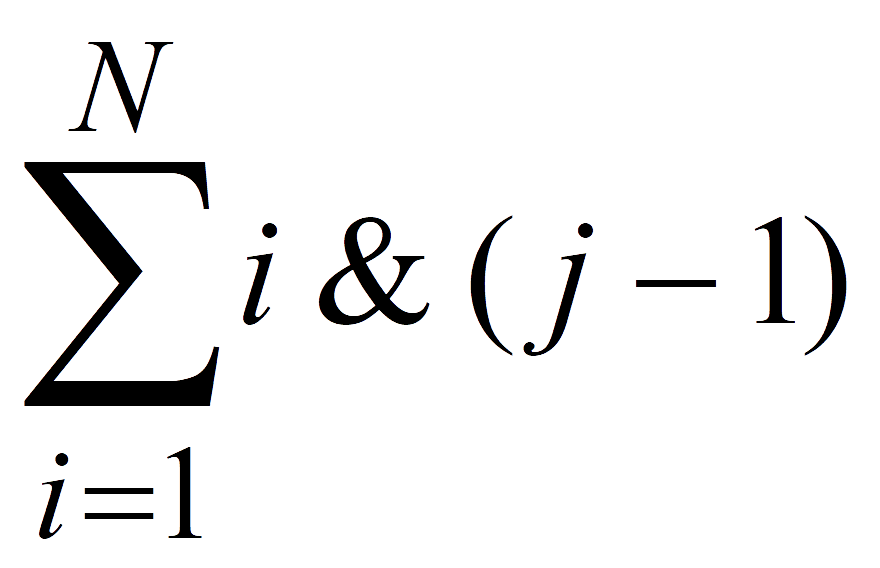 N
∑ i & (j − 1)
i=1